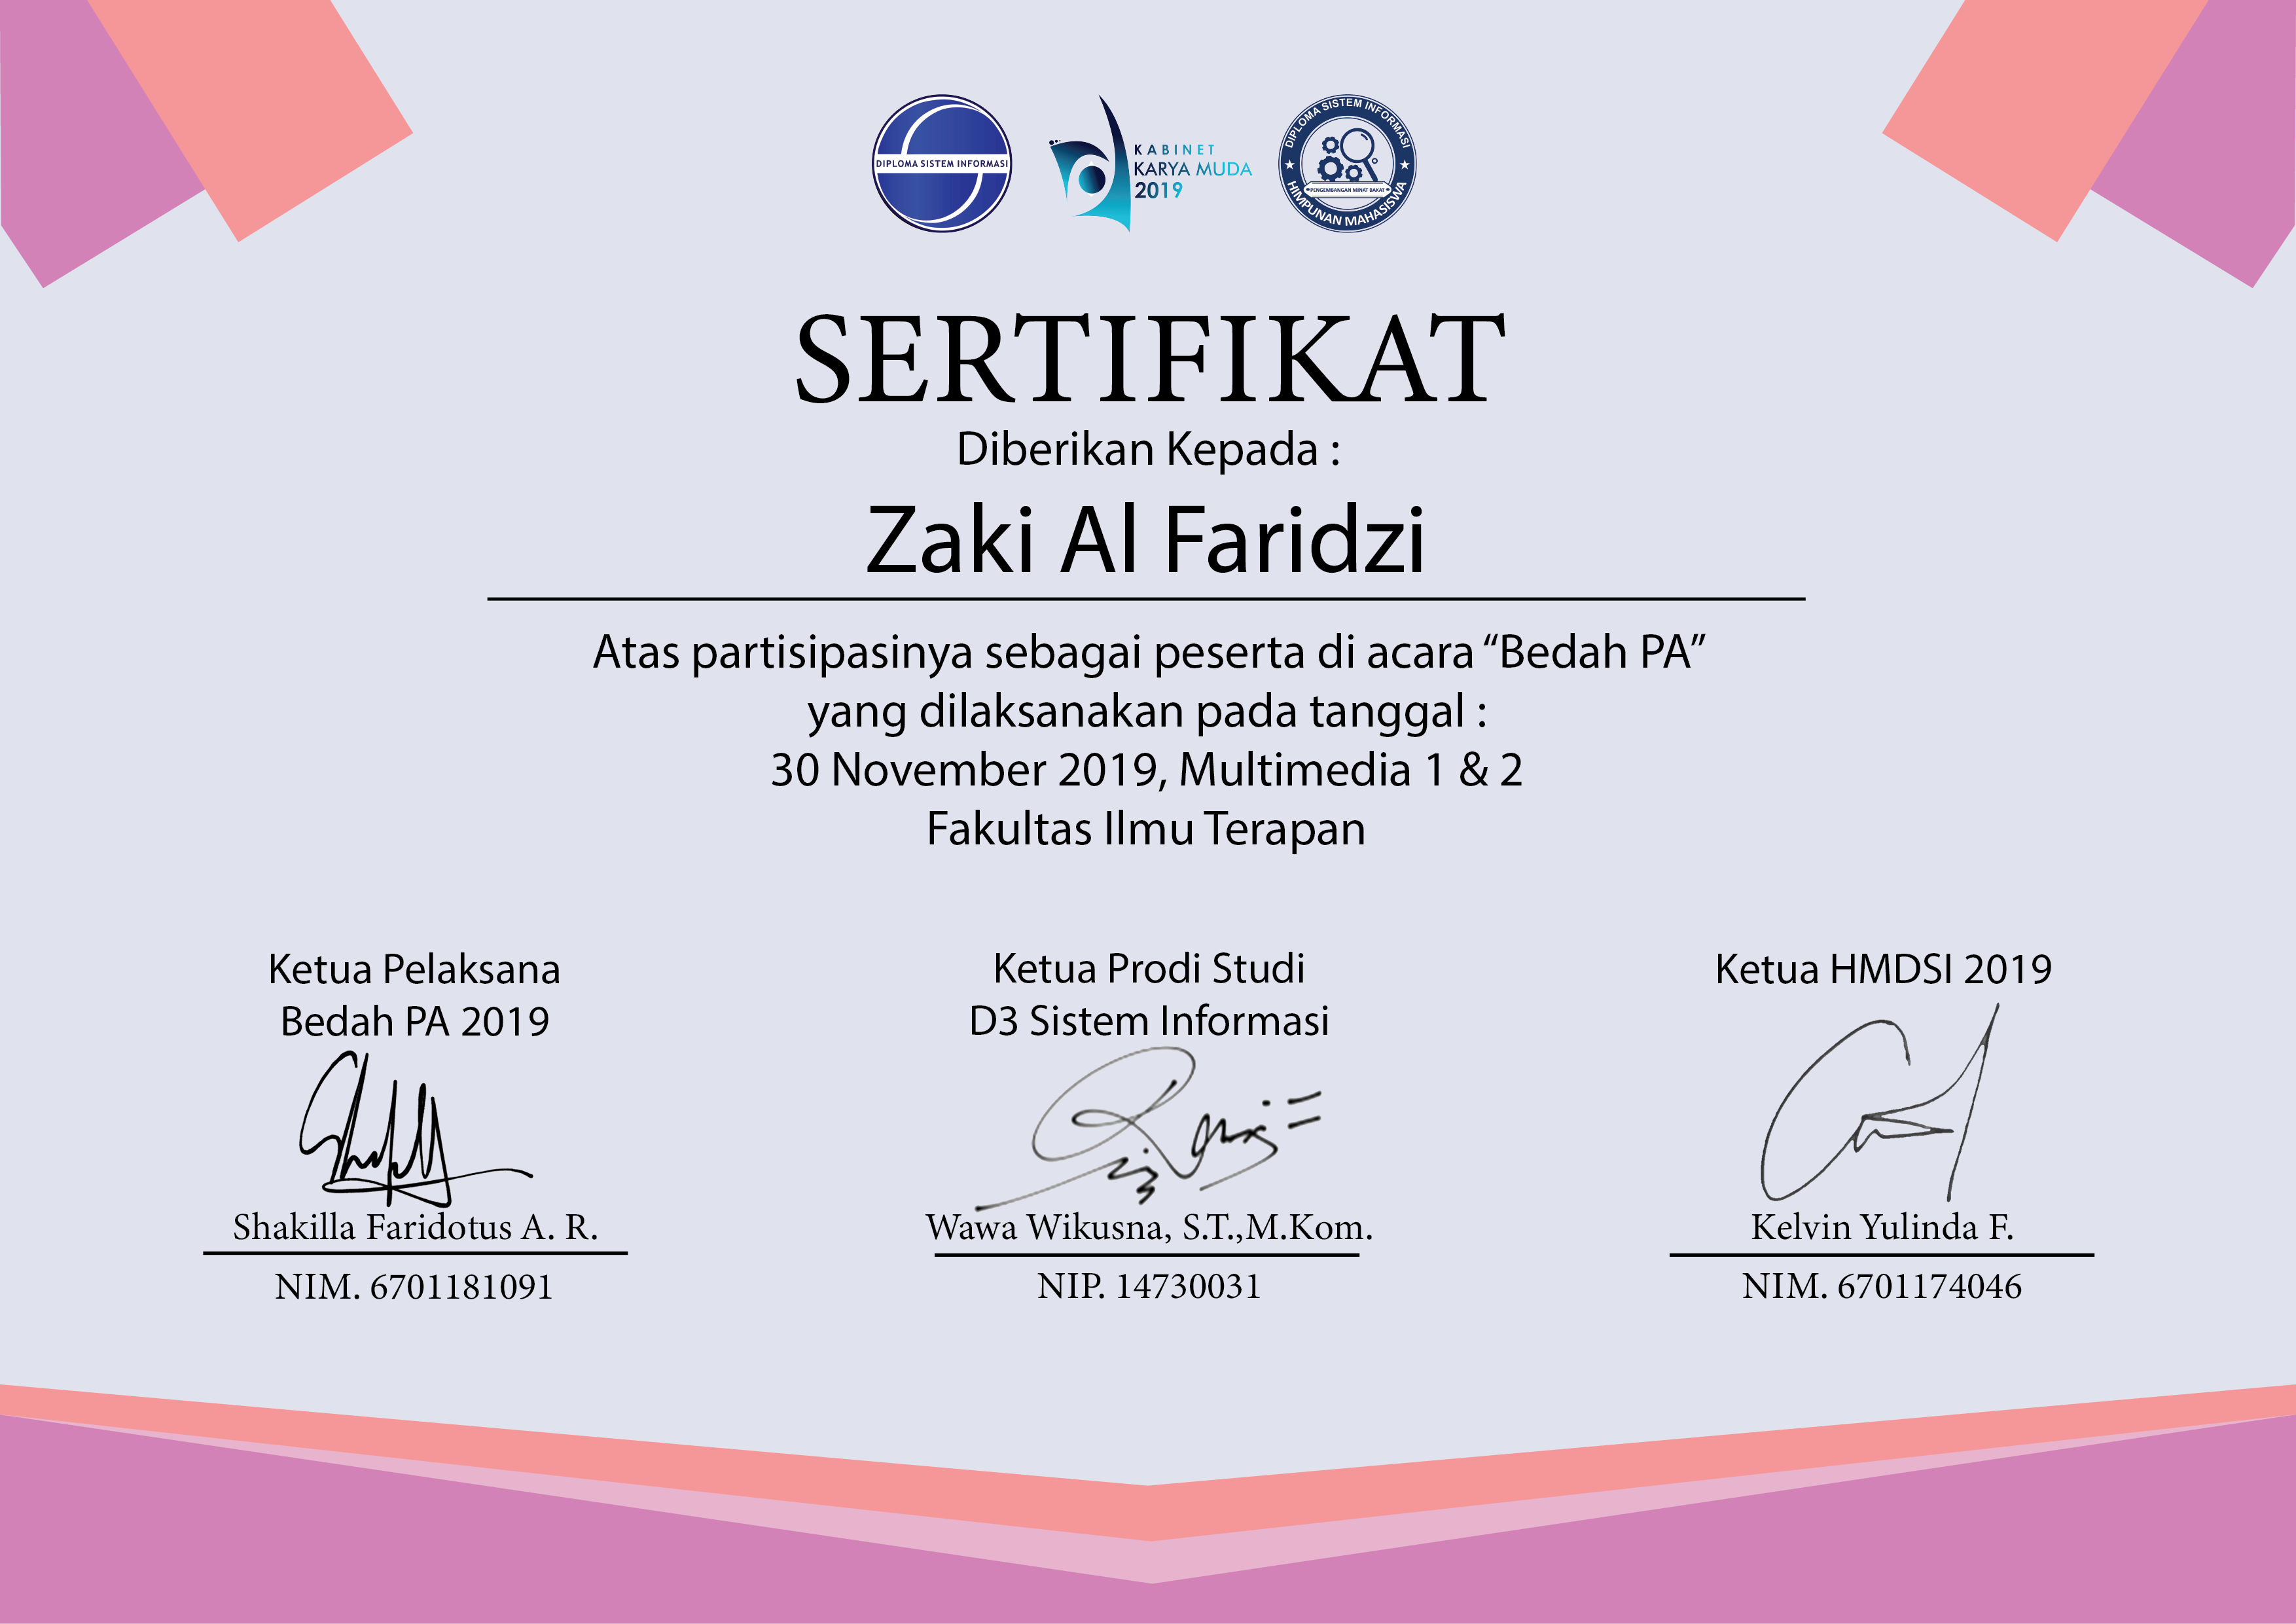 DIPLOMA SISTEM INFORMASI
KABINET
KARYA MUDA
2019
DIPLOMA SISTEM INFORMASI
PENGEMBANGAN MINAT BAKAT
HIMPUNAN MAHASISWA
SERTIFIKAT
Diberikan Kepada :
Zaki Al Faridzi
Atas partisipasinya sebagai peserta di acara “Bedah PA”
yang dilaksanakan pada tanggal :
30 November 2019, Multimedia 1 & 2
Fakultas Ilmu Terapan
Ketua Pelaksana
Bedah PA 2019
Shakilla Faridotus A. R.
NIM. 6701181091
Ketua Prodi Studi
D3 Sistem Informasi
Wawa Wikusna, S.T.,M.Kom.
NIP. 14730031
Ketua HMDSI 2019
Kelvin Yulinda F.
NIM. 6701174046